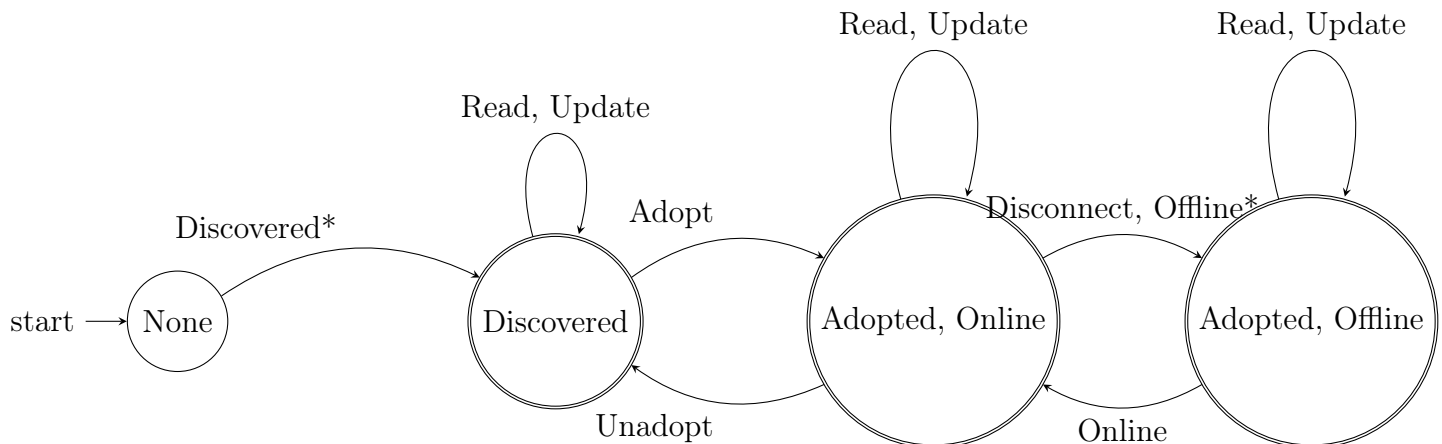 Read, Update
Read, Update
Read, Update
Adopt
Disconnect, Offline*
Discovered*
start
None
Discovered
Adopted, Online
Adopted, Offline
Unadopt
Online